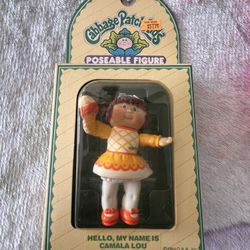 Cabbage Patch Kids
POSEABLE FIGURE
HELLO, MY NAME IS
CAMALA LOU